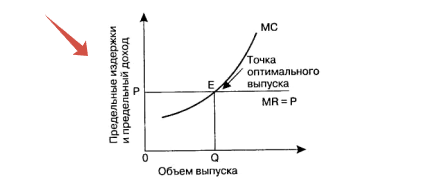 Предельные издержки
и предельный доход
MC
Точка
оптимального
выпуска
E
P
MR = P
0
Q
Объем выпуска